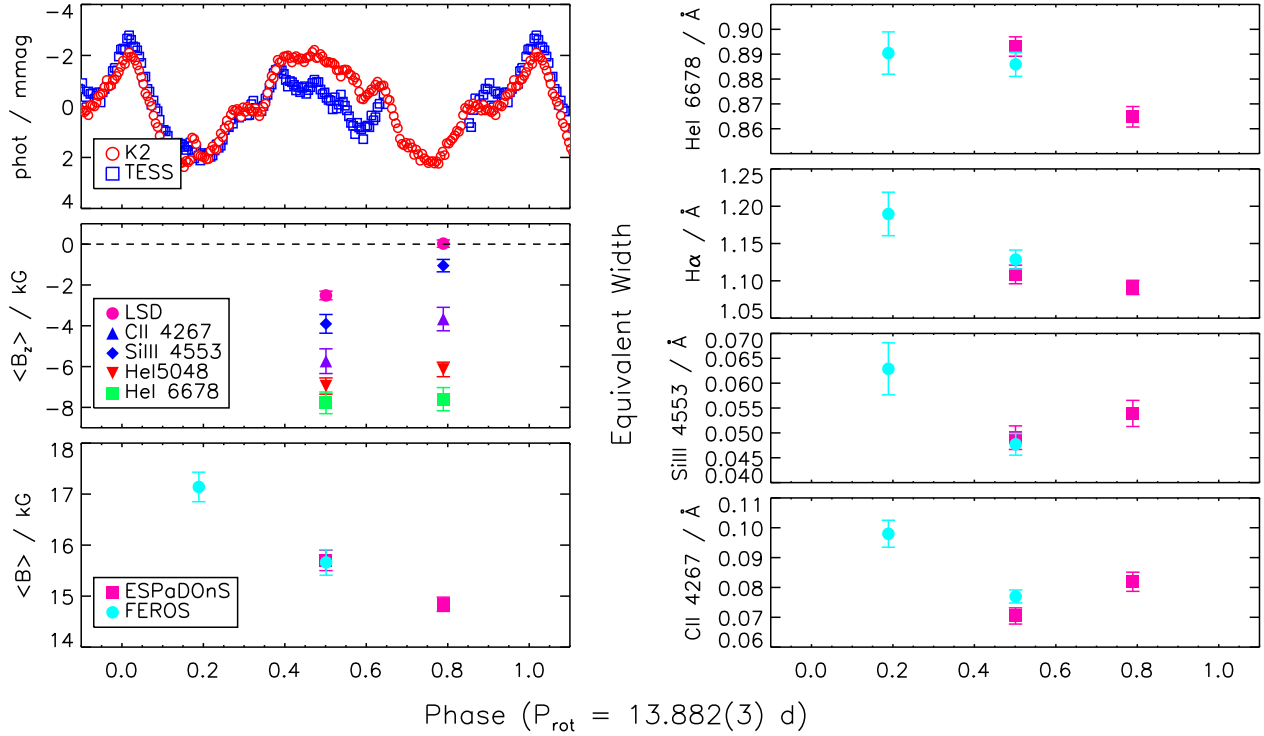 phot / mmag
-4
-2
0
2
4
K2
TESS
<B_z> / kG
0
-2
-4
-6
-8
LSD
CII 4267
SiIII 4553
HeI5048
HeI 6678
<B> / kG
18
17
16
15
14
ESPaDOnS
FEROS
0.0 0.2 0.4 0.6 0.8 1.0
Equivalent Width
HeI 6678 / Å
0.90
0.89
0.88
0.87
0.86
Hα / Å
1.25
1.20
1.15
1.10
1.05
SiIII 4553 / Å
0.070
0.065
0.060
0.055
0.050
0.045
0.040
CII 4267 / Å
0.11
0.10
0.09
0.08
0.07
0.06
0.0 0.2 0.4 0.6 0.8 1.0
Phase (P_rot = 13.882(3) d)